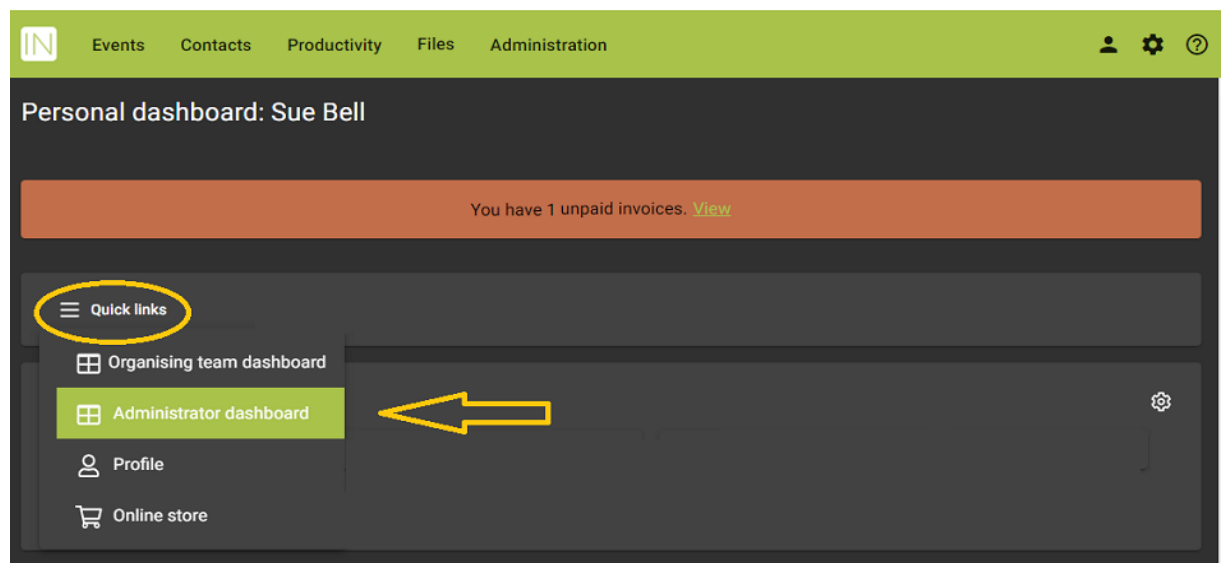 IN Events Contacts Productivity Files Administration
Personal dashboard: Sue Bell
You have 1 unpaid invoices. View
Quick links
Organising team dashboard
Administrator dashboard
Profile
Online store